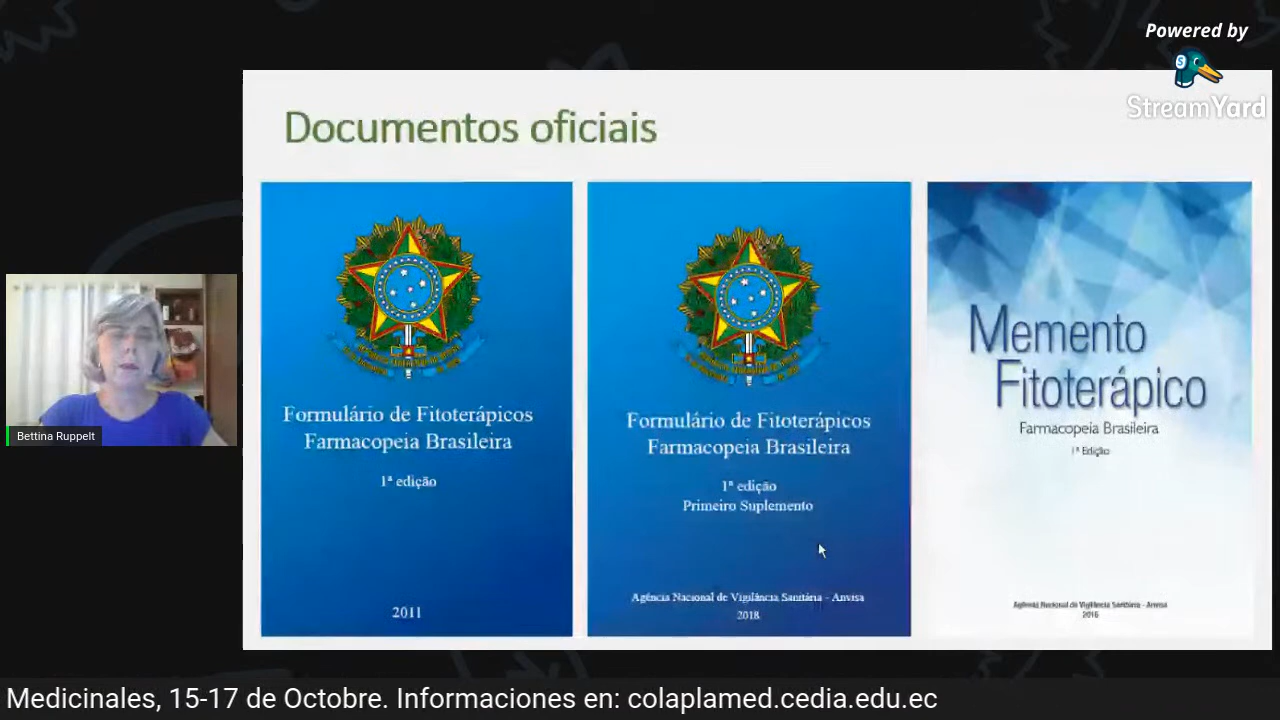 Powered by
StreamYard
Documentos oficiais
Formulário de Fitoterápicos
Farmacopeia Brasileira
1ª edição
2011
Formulário de Fitoterápicos
Farmacopeia Brasileira
1ª edição
Primeiro Suplemento
Agência Nacional de Vigilância Sanitária - Anvisa
2018
Memento
Fitoterápico
Farmacopeia Brasileira
1ª Edição
Agência Nacional de Vigilância Sanitária - Anvisa
2016
Bettina Ruppelt
Medicinales, 15-17 de Octobre. Informaciones en: colaplamed.cedia.edu.ec